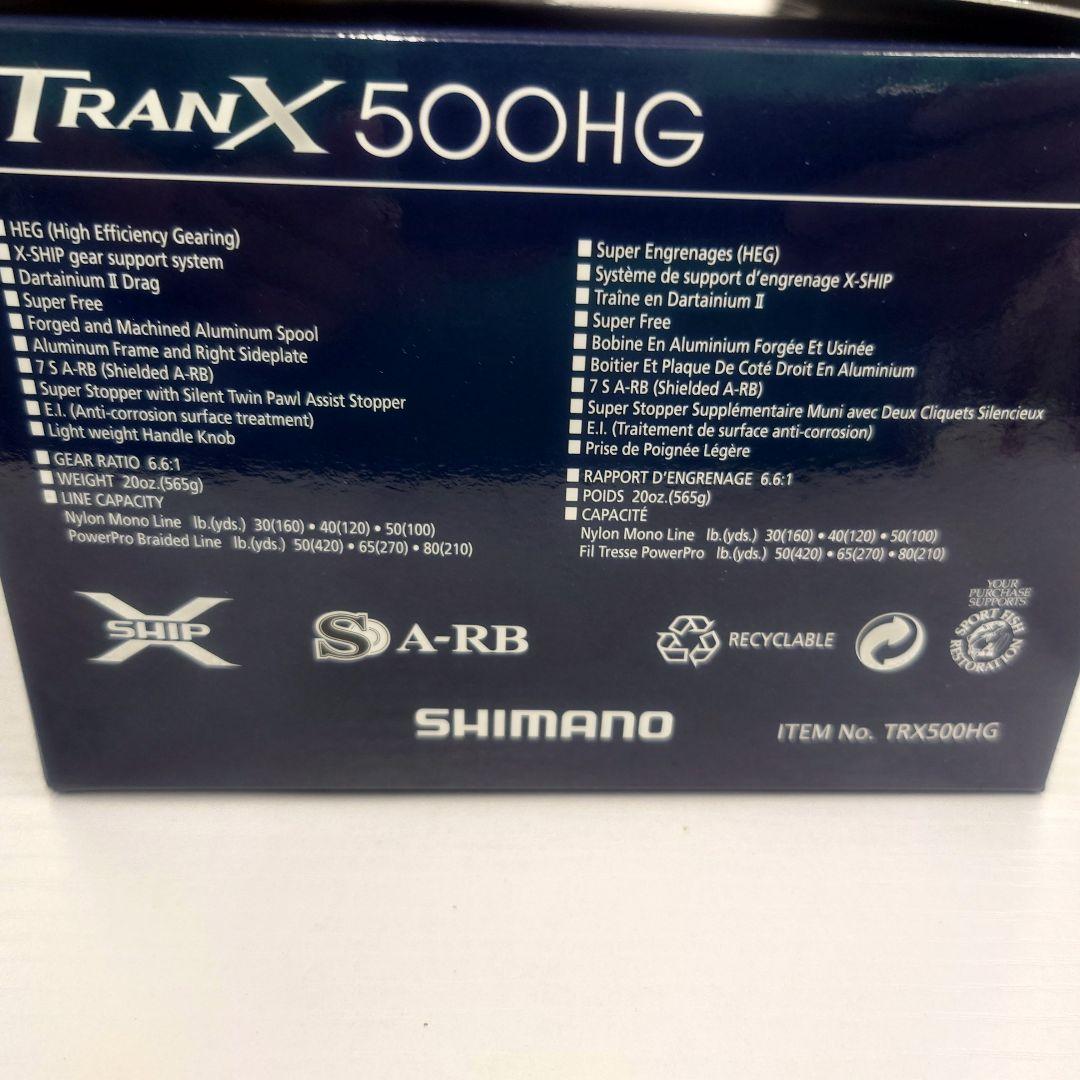 TRANX 500HG
HEG (High Efficiency Gearing)
X-SHIP gear support system
Dartainium II Drag
Super Free
Forged and Machined Aluminum Spool
Aluminum Frame and Right Sideplate
7 S A-RB (Shielded A-RB)
Super Stopper with Silent Twin Pawl Assist Stopper
E.I. (Anti-corrosion surface treatment)
Light weight Handle Knob
GEAR RATIO 6.6:1
WEIGHT 20oz.(565g)
LINE CAPACITY
Nylon Mono Line lb.(yds.) 30(160) • 40(120) • 50(100)
PowerPro Braided Line lb.(yds.) 50(420) • 65(270) • 80(210)
Super Engrenages (HEG)
Système de support d'engrenage X-SHIP
Traîne en Dartainium II
Super Free
Bobine En Aluminium Forgée Et Usinée
Boitier Et Plaque De Coté Droit En Aluminium
7 S A-RB (Shielded A-RB)
Super Stopper Supplémentaire Muni avec Deux Cliquets Silencieux
E.I. (Traitement de surface anti-corrosion)
Prise de Poignée Légère
RAPPORT D'ENGRENAGE 6.6:1
POIDS 20oz.(565g)
CAPACITÉ
Nylon Mono Line lb.(yds.) 30(160) • 40(120) • 50(100)
Fil Tresse PowerPro lb.(yds.) 50(420) • 65(270) • 80(210)
X SHIP
S A-RB
RECYCLABLE
YOUR
PURCHASE
SUPPORTS
SPORT FISH
RESTORATION
SHIMANO
ITEM No. TRX500HG